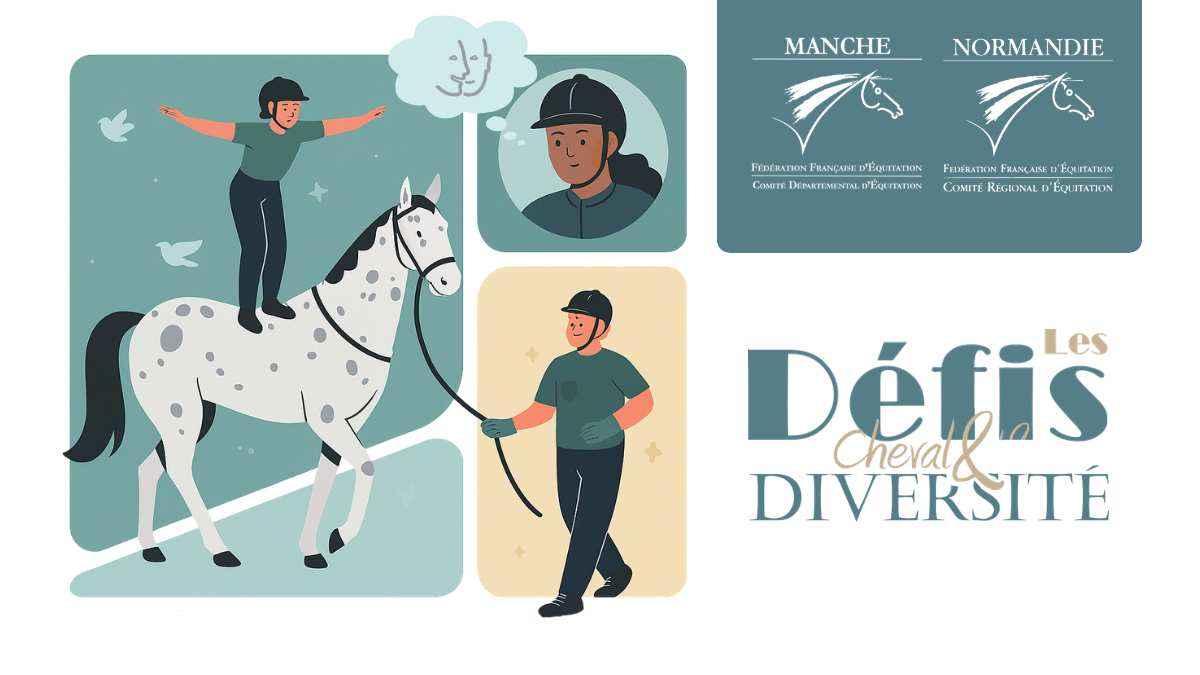 MANCHE
FÉDÉRATION FRANÇAISE D'ÉQUITATION
COMITÉ DÉPARTEMENTAL D'ÉQUITATION
NORMANDIE
FÉDÉRATION FRANÇAISE D'ÉQUITATION
COMITÉ RÉGIONAL D'ÉQUITATION
Les
Défis
Cheval &
DIVERSITÉ